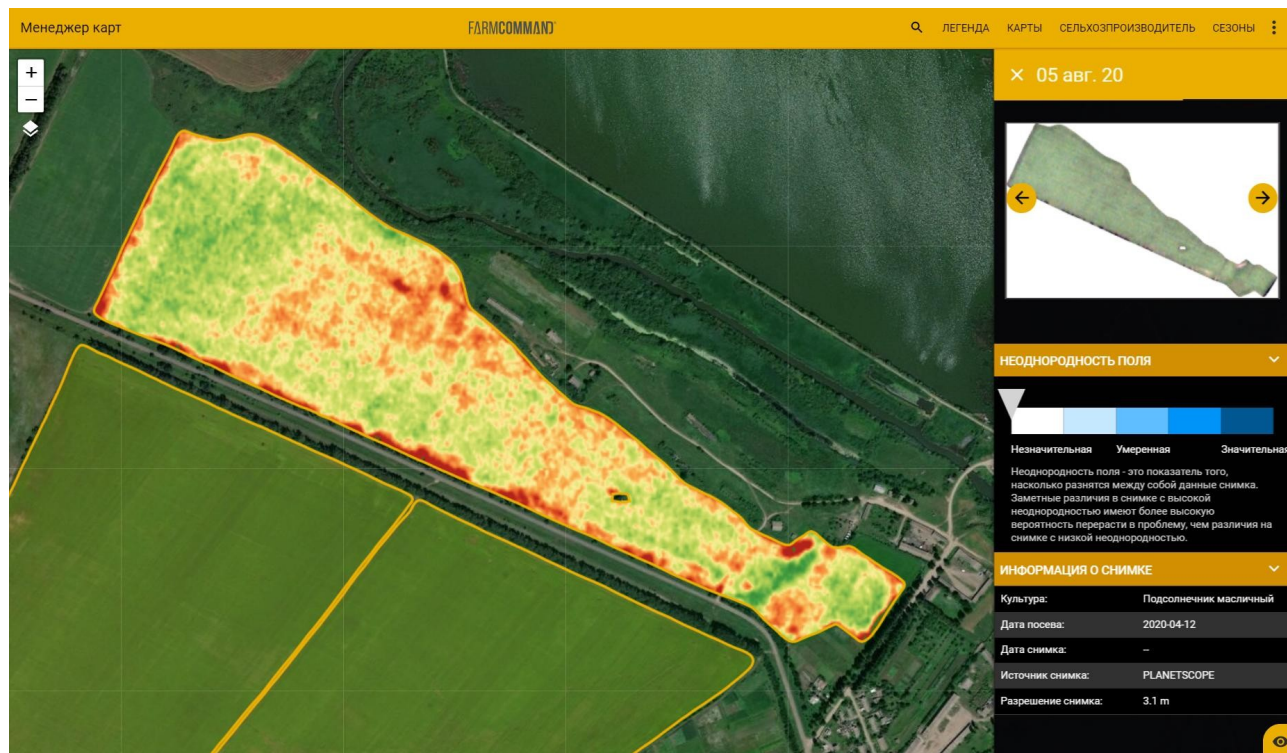 Менеджер карт
FARMCOMMAND
ЛЕГЕНДА КАРТЫ СЕЛЬХОЗПРОИЗВОДИТЕЛЬ СЕЗОНЫ
+
−
× 05 авг. 20
НЕОДНОРОДНОСТЬ ПОЛЯ
Незначительная Умеренная Значительная
Неоднородность поля - это показатель того,
насколько разнятся между собой данные снимка.
Заметные различия в снимке с высокой
неоднородностью имеют более высокую
вероятность перерасти в проблему, чем различия на
снимке с низкой неоднородностью.
ИНФОРМАЦИЯ О СНИМКЕ
Культура: Подсолнечник масличный
Дата посева: 2020-04-12
Дата снимка: –
Источник снимка: PLANETSCOPE
Разрешение снимка: 3.1 m